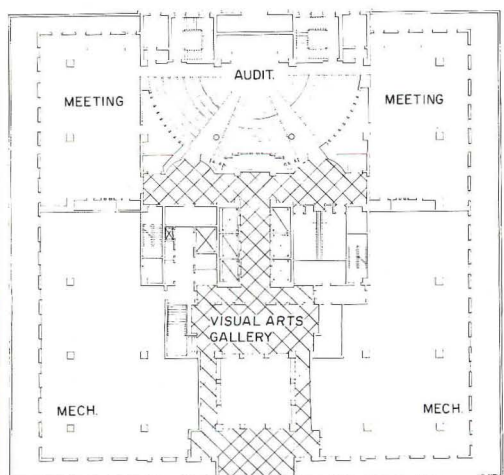 AUDIT.
MEETING
MEETING
VISUAL ARTS
GALLERY
MECH.
MECH.